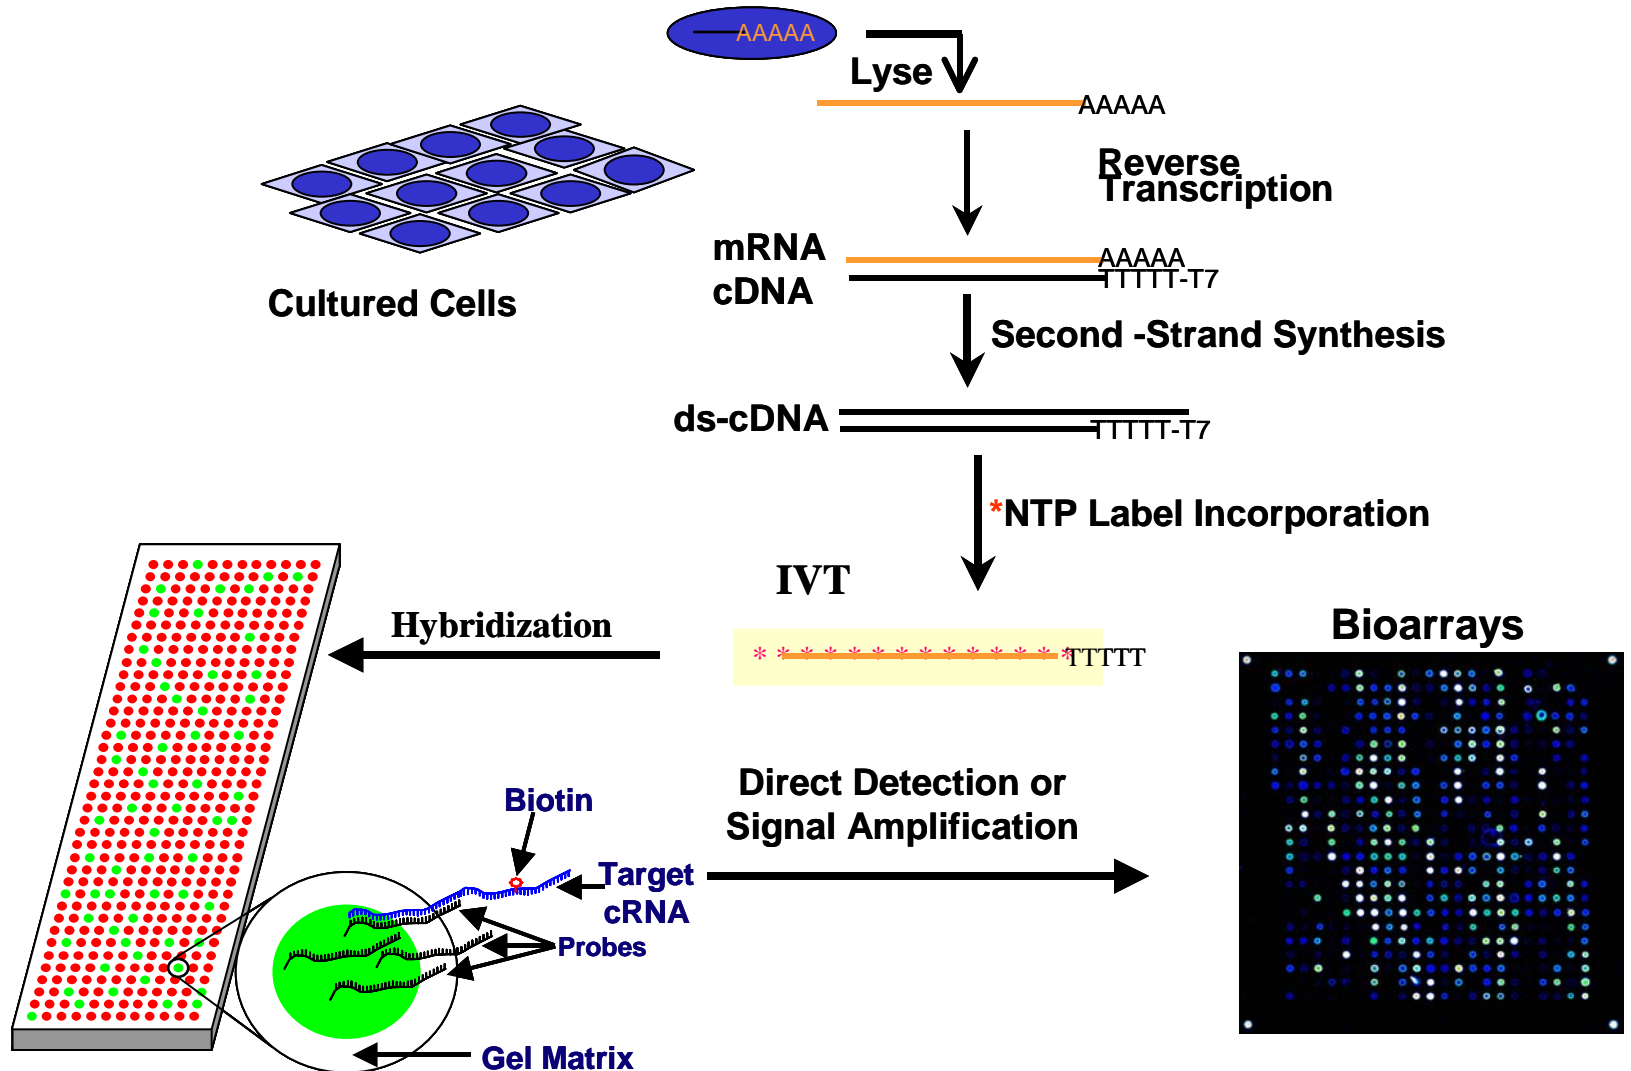 AAAAA
Lyse
AAAAA
Reverse
Transcription
mRNA
AAAAA
cDNA
TTTTT-T7
Cultured Cells
Second -Strand Synthesis
ds-cDNA
TTTTT-T7
*NTP Label Incorporation
IVT
Hybridization
* * * * * * * * * * * * * *TTTTT
Bioarrays
Direct Detection or
Signal Amplification
Biotin
Target
cRNA
Probes
Gel Matrix